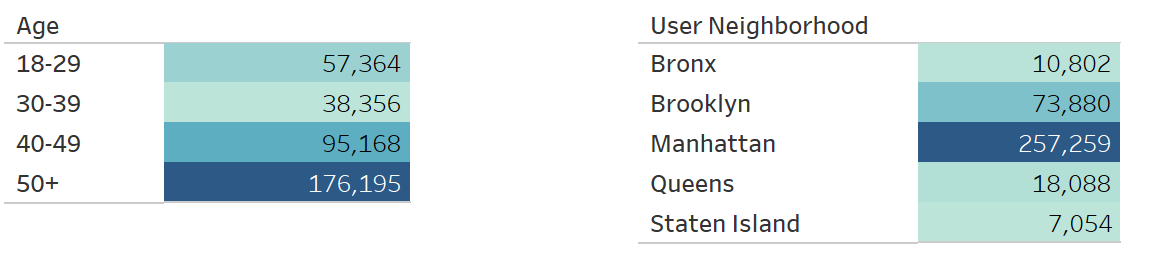 Age
18-29 57,364
30-39 38,356
40-49 95,168
50+ 176,195
User Neighborhood
Bronx 10,802
Brooklyn 73,880
Manhattan 257,259
Queens 18,088
Staten Island 7,054